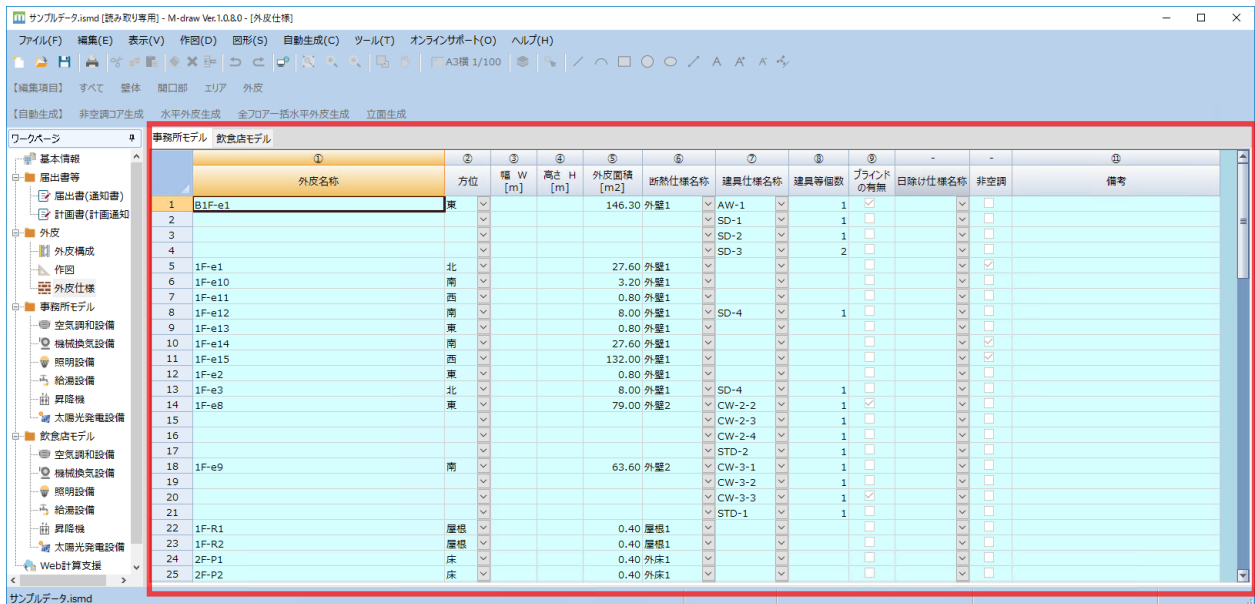 サンプルデータ.ismd [読み取り専用] - M-draw Ver.1.0.8.0 - [外皮仕様]
ファイル(F) 編集(E) 表示(V) 作図(D) 図形(S) 自動生成(C) ツール(T) オンラインサポート(O) ヘルプ(H)
A3横 1/100
【編集項目】 すべて 壁体 開口部 エリア 外皮
【自動生成】 非空調コア生成 水平外皮生成 全フロアー括水平外皮生成 立面生成
ワークページ
基本情報
届出書等
届出書(通知書)
計画書(計画通知
外皮
外皮構成
作図
外皮仕様
事務所モデル
空気調和設備
機械換気設備
照明設備
給湯設備
昇降機
太陽光発電設備
飲食店モデル
空気調和設備
機械換気設備
照明設備
給湯設備
昇降機
太陽光発電設備
Web計算支援
事務所モデル 飲食店モデル
① ② ③ ④ ⑤ ⑥ ⑦ ⑧ ⑨ - - ⑪
外皮名称 方位 幅 W [m] 高さ H [m] 外皮面積 [m2] 断熱仕様名称 建具仕様名称 建具等個数 ブラインドの有無 日除け仕様名称 非空調 備考
1 B1F-e1 東 146.30 外壁1 AW-1 1
2 SD-1 1
3 SD-2 1
4 SD-3 2
5 1F-e1 北 27.60 外壁1
6 1F-e10 南 3.20 外壁1
7 1F-e11 西 0.80 外壁1
8 1F-e12 南 8.00 外壁1 SD-4 1
9 1F-e13 東 0.80 外壁1
10 1F-e14 南 27.60 外壁1
11 1F-e15 西 132.00 外壁1
12 1F-e2 東 0.80 外壁1
13 1F-e3 北 8.00 外壁1 SD-4 1
14 1F-e8 東 79.00 外壁2 CW-2-2 1
15 CW-2-3 1
16 CW-2-4 1
17 STD-2 1
18 1F-e9 南 63.60 外壁2 CW-3-1 1
19 CW-3-2 1
20 CW-3-3 1
21 STD-1 1
22 1F-R1 屋根 0.40 屋根1
23 1F-R2 屋根 0.40 屋根1
24 2F-P1 床 0.40 外床1
25 2F-P2 床 0.40 外床1
サンプルデータ.ismd